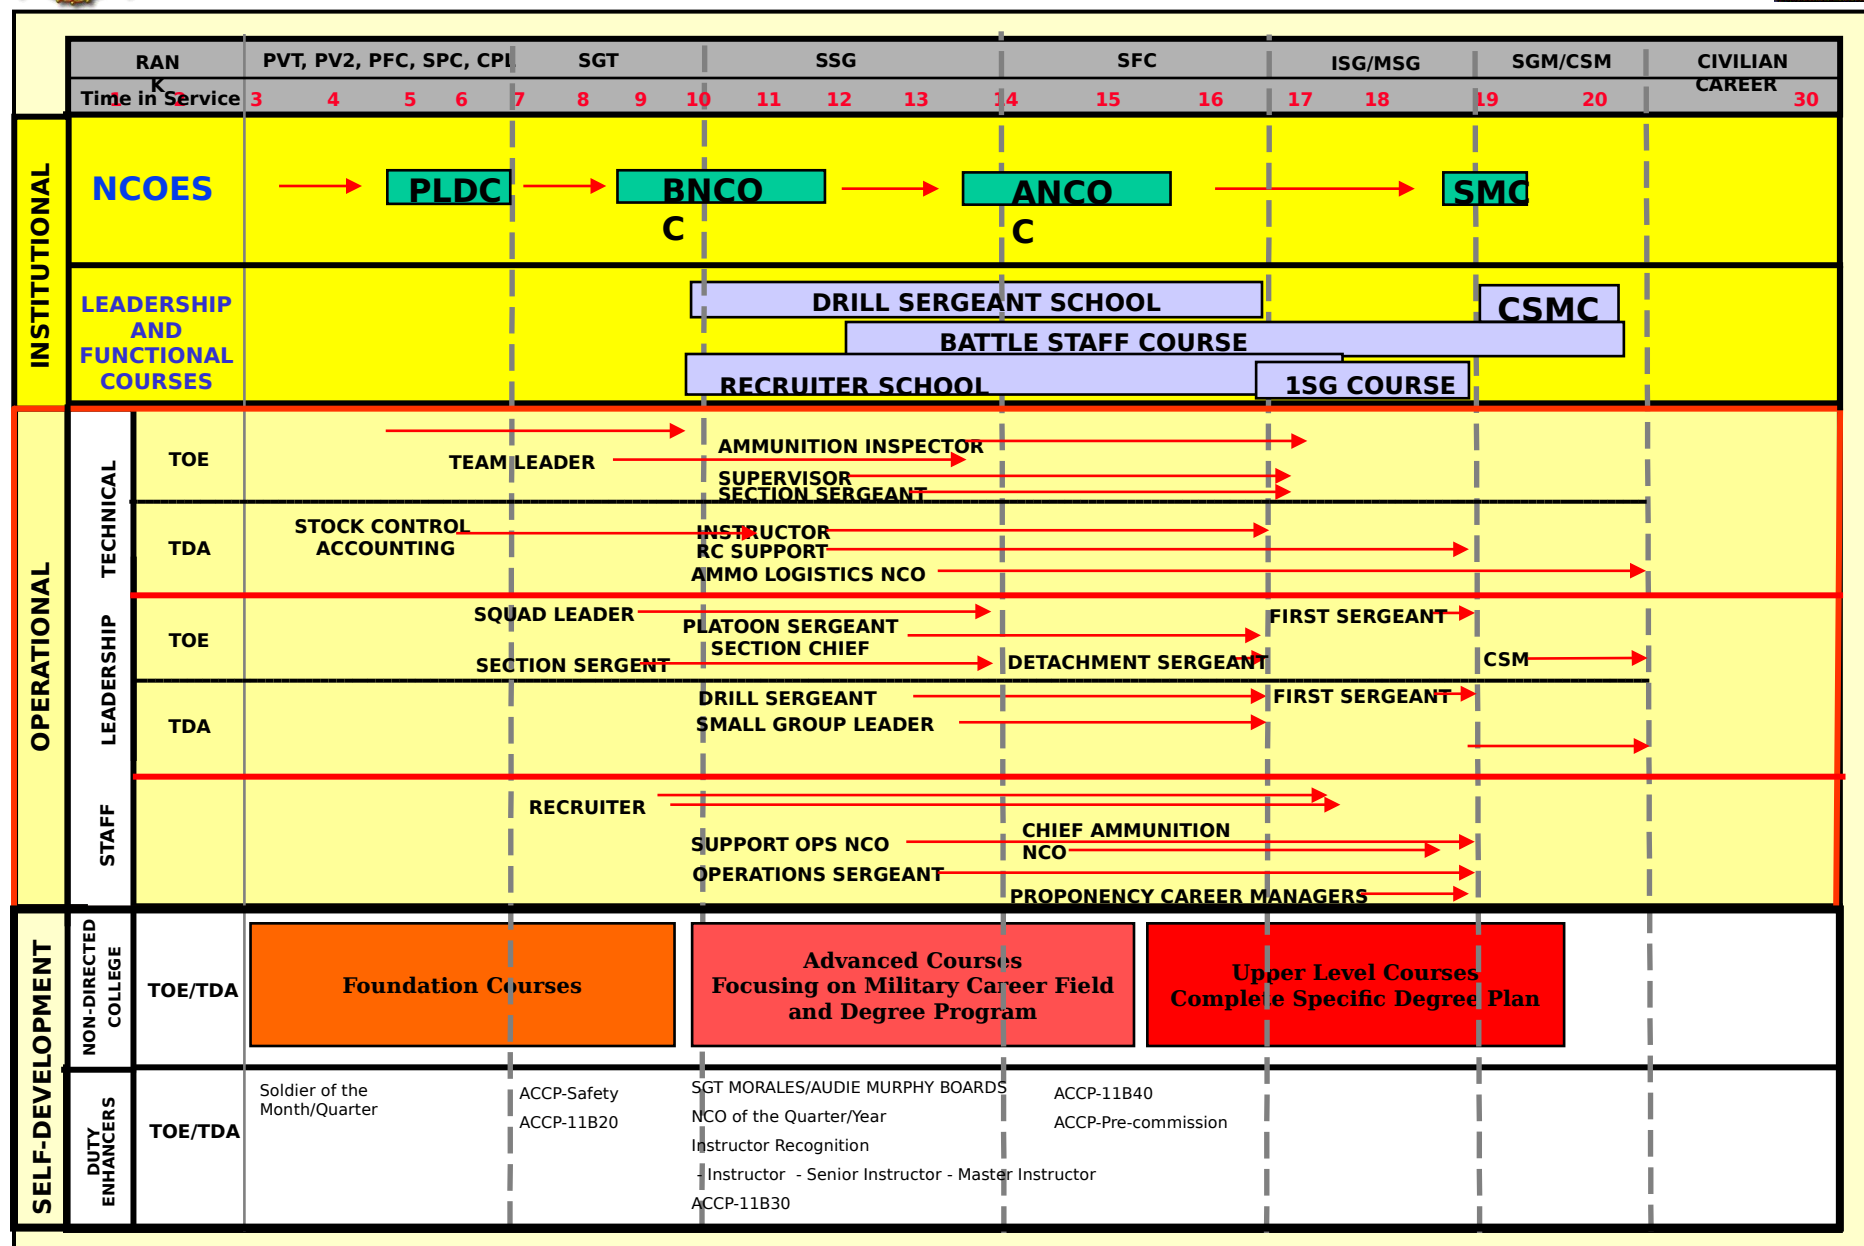 RAN
K
PVT, PV2, PFC, SPC, CPL
SGT
SSG
SFC
ISG/MSG
SGM/CSM
CIVILIAN
CAREER
Time in Service
1 2 3 4 5 6 7 8 9 10 11 12 13 14 15 16 17 18 19 20 30
INSTITUTIONAL
NCOES
PLDC
BNCO
C
ANCO
C
SMC
LEADERSHIP
AND
FUNCTIONAL
COURSES
DRILL SERGEANT SCHOOL
CSMC
BATTLE STAFF COURSE
RECRUITER SCHOOL
1SG COURSE
OPERATIONAL
TECHNICAL
TOE
AMMUNITION INSPECTOR
TEAM LEADER
SUPERVISOR
SECTION SERGEANT
TDA
STOCK CONTROL
ACCOUNTING
INSTRUCTOR
RC SUPPORT
AMMO LOGISTICS NCO
LEADERSHIP
TOE
SQUAD LEADER
PLATOON SERGEANT
SECTION CHIEF
FIRST SERGEANT
SECTION SERGENT
DETACHMENT SERGEANT
CSM
TDA
DRILL SERGEANT
FIRST SERGEANT
SMALL GROUP LEADER
STAFF
RECRUITER
SUPPORT OPS NCO
CHIEF AMMUNITION
NCO
OPERATIONS SERGEANT
PROPONENCY CAREER MANAGERS
SELF-DEVELOPMENT
NON-DIRECTED
COLLEGE
TOE/TDA
Foundation Courses
Advanced Courses
Focusing on Military Career Field
and Degree Program
Upper Level Courses
Complete Specific Degree Plan
DUTY
ENHANCERS
TOE/TDA
Soldier of the
Month/Quarter
ACCP-Safety
ACCP-11B20
SGT MORALES/AUDIE MURPHY BOARDS
NCO of the Quarter/Year
Instructor Recognition
- Instructor - Senior Instructor - Master Instructor
ACCP-11B30
ACCP-11B40
ACCP-Pre-commission